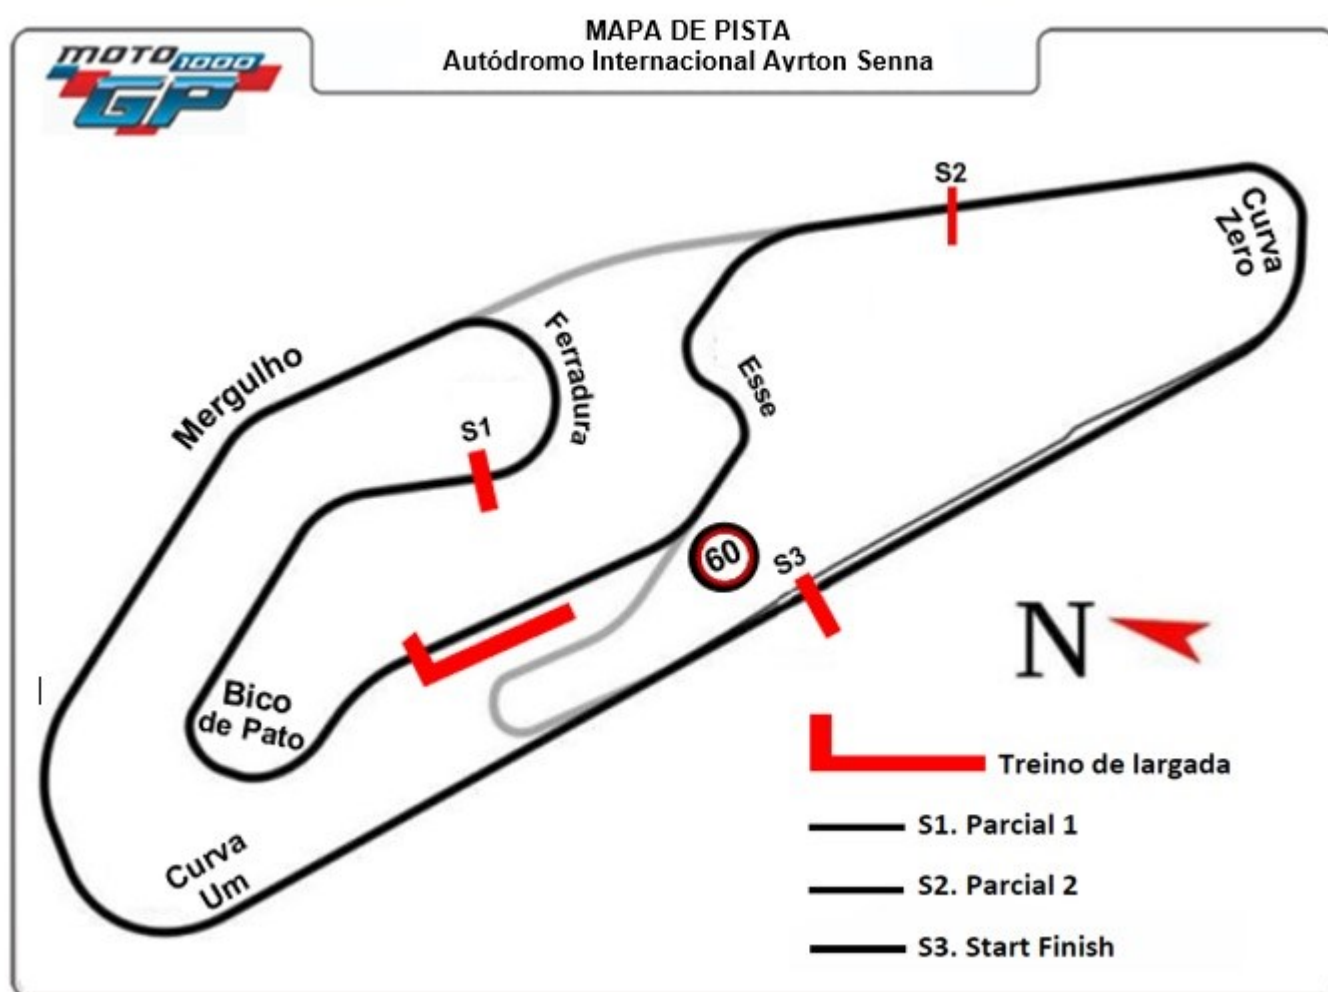 MAPA DE PISTA
Autódromo Internacional Ayrton Senna
MOTO 1000
GP
S2
Curva
Zero
Ferradura
Mergulho
Esse
S1
60
S3
N
Bico
de Pato
Curva
Um
Treino de largada
S1. Parcial 1
S2. Parcial 2
S3. Start Finish